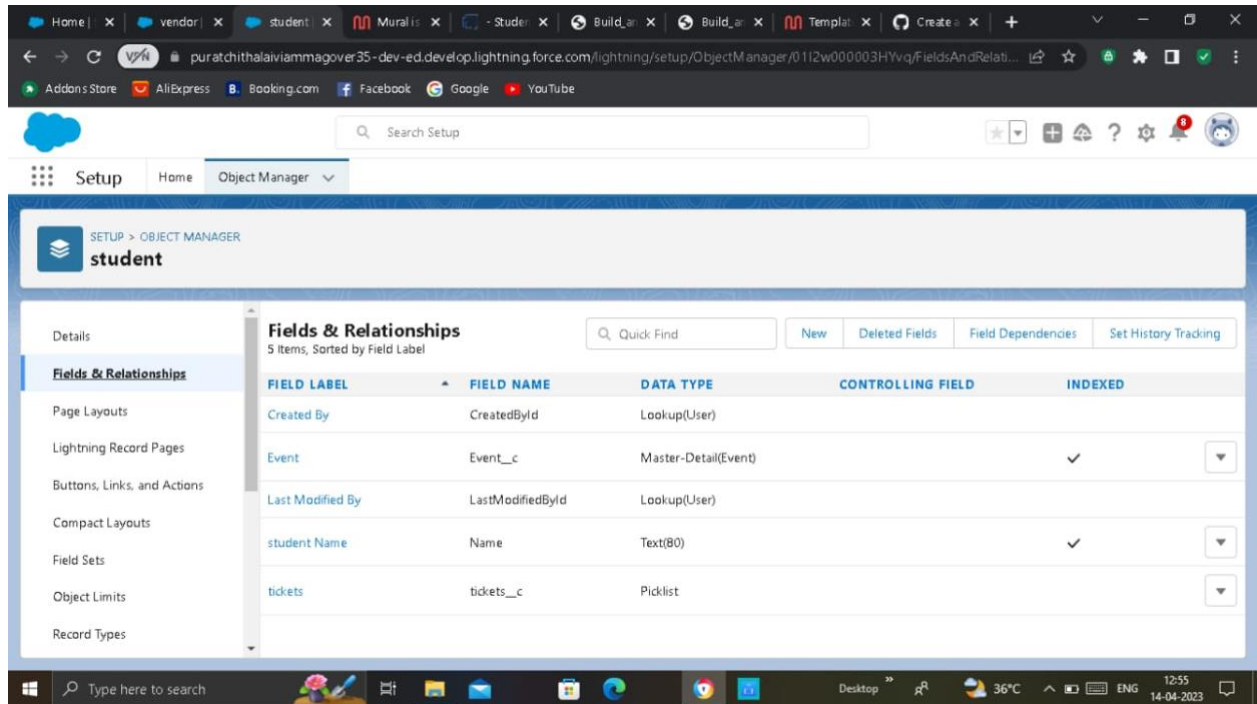 Home | vendor | student | Mural is - Studer Build_an Build_an Templat Create a
VPN puratchithalaiviammagover35-dev-ed.develop.lightning.force.com/lightning/setup/ObjectManager/01I2w000003HYvq/FieldsAndRelati...
Addons Store AliExpress B. Booking.com Facebook Google YouTube
Search Setup
8
Setup Home Object Manager
SETUP > OBJECT MANAGER
student
Details
Fields & Relationships
Page Layouts
Lightning Record Pages
Buttons, Links, and Actions
Compact Layouts
Field Sets
Object Limits
Record Types
Fields & Relationships
5 Items, Sorted by Field Label
Quick Find
New Deleted Fields Field Dependencies Set History Tracking
FIELD LABEL FIELD NAME DATA TYPE CONTROLLING FIELD INDEXED
Created By CreatedById Lookup(User)
Event Event__c Master-Detail(Event)
Last Modified By LastModifiedById Lookup(User)
student Name Name Text(80)
tickets tickets__c Picklist
Type here to search
Desktop
36°C
ENG
12:55
14-04-2023